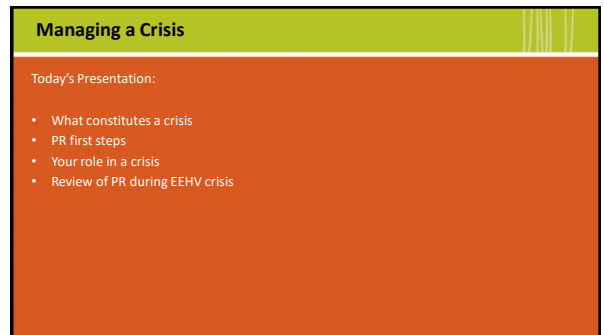 Managing a Crisis
Today's Presentation:
• What constitutes a crisis
• PR first steps
• Your role in a crisis
• Review of PR during EEHV crisis